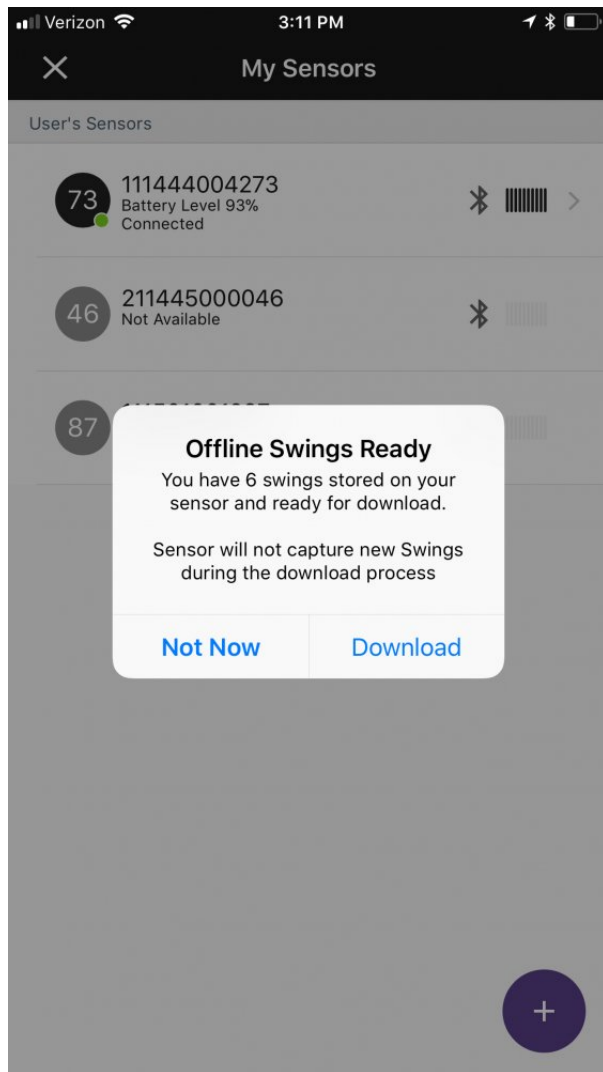 Verizon 3:11 PM
My Sensors
User's Sensors
73 111444004273
Battery Level 93%
Connected
46 211445000046
Not Available
87
Offline Swings Ready
You have 6 swings stored on your
sensor and ready for download.
Sensor will not capture new Swings
during the download process
Not Now Download